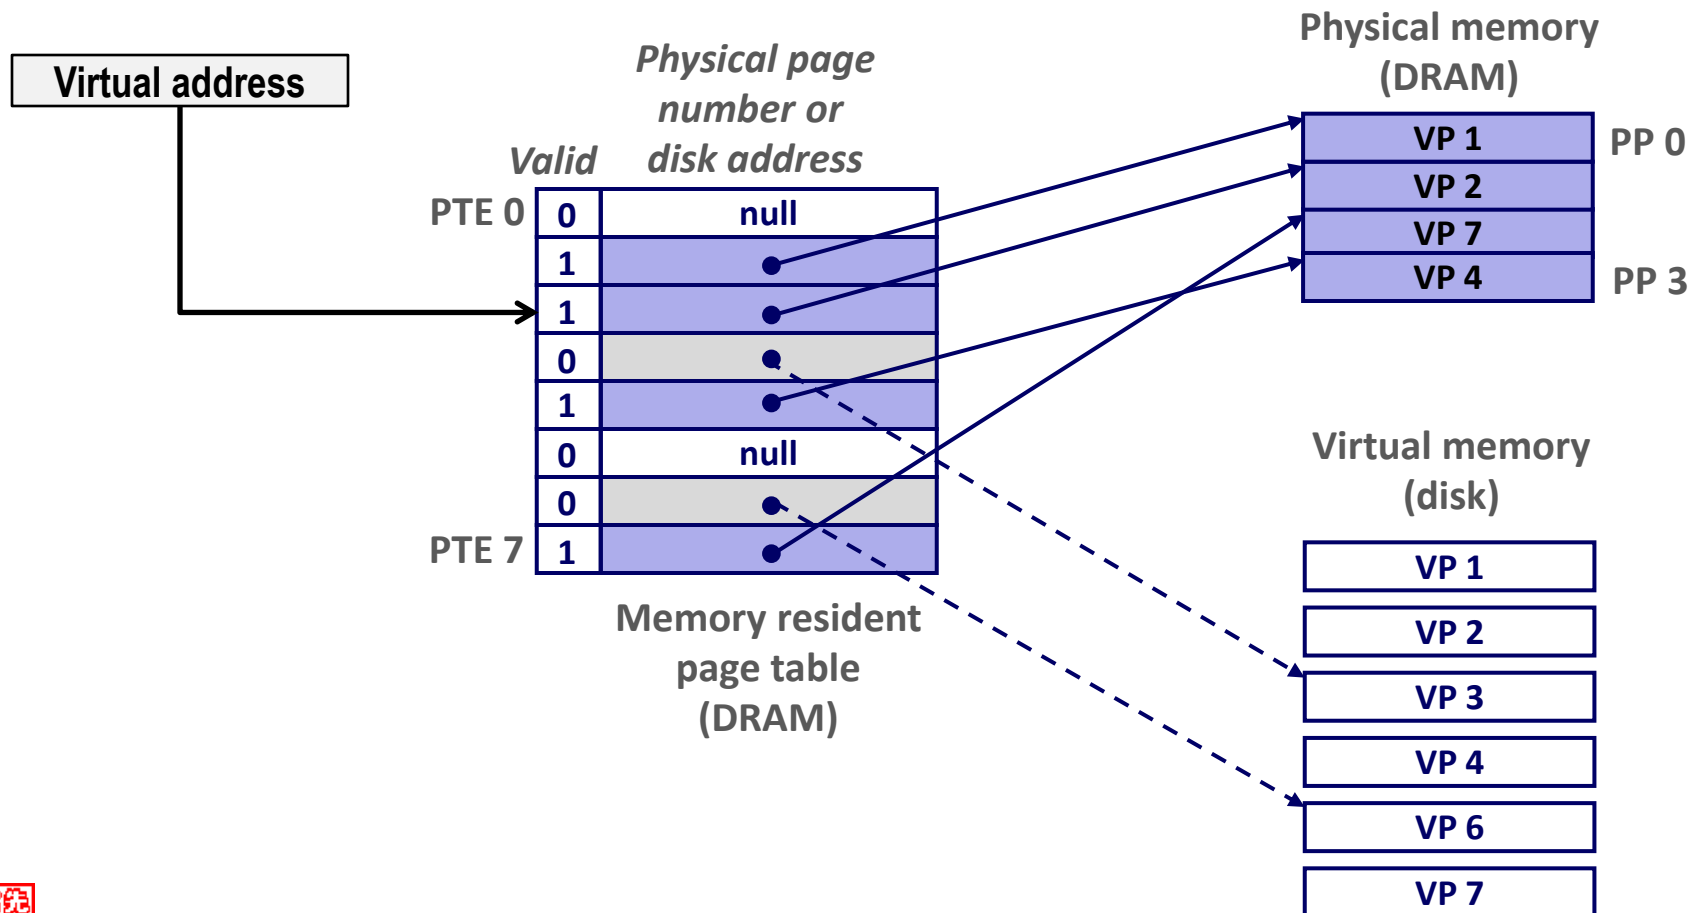 Virtual address
Physical page
number or
disk address
Valid
PTE 0
0
null
1
1
0
1
0
null
0
PTE 7
1
Memory resident
page table
(DRAM)
Physical memory
(DRAM)
VP 1
PP 0
VP 2
VP 7
VP 4
PP 3
Virtual memory
(disk)
VP 1
VP 2
VP 3
VP 4
VP 6
VP 7